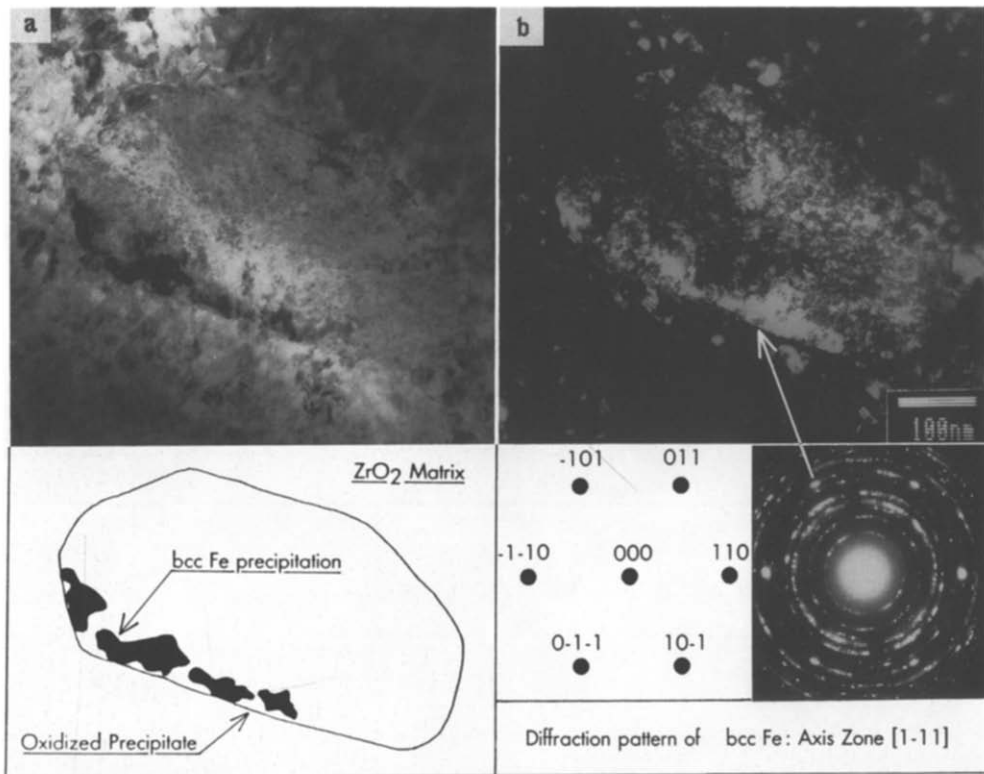 a
b
100nm
ZrO2 Matrix
bcc Fe precipitation
Oxidized Precipitate
-101 011
-1-10 000 110
0-1-1 10-1
Diffraction pattern of bcc Fe: Axis Zone [1-11]